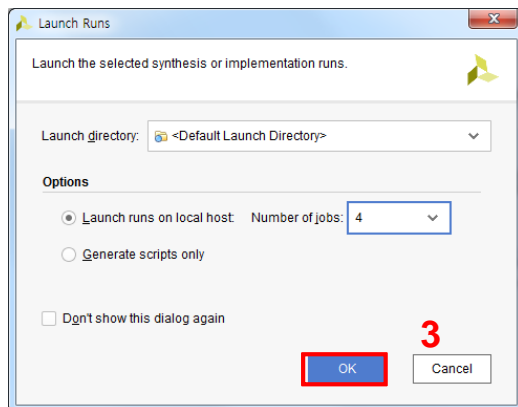 Launch Runs
Launch the selected synthesis or implementation runs.
Launch directory: <Default Launch Directory>
Options
Launch runs on local host: Number of jobs: 4
Generate scripts only
Don't show this dialog again
3
OK Cancel